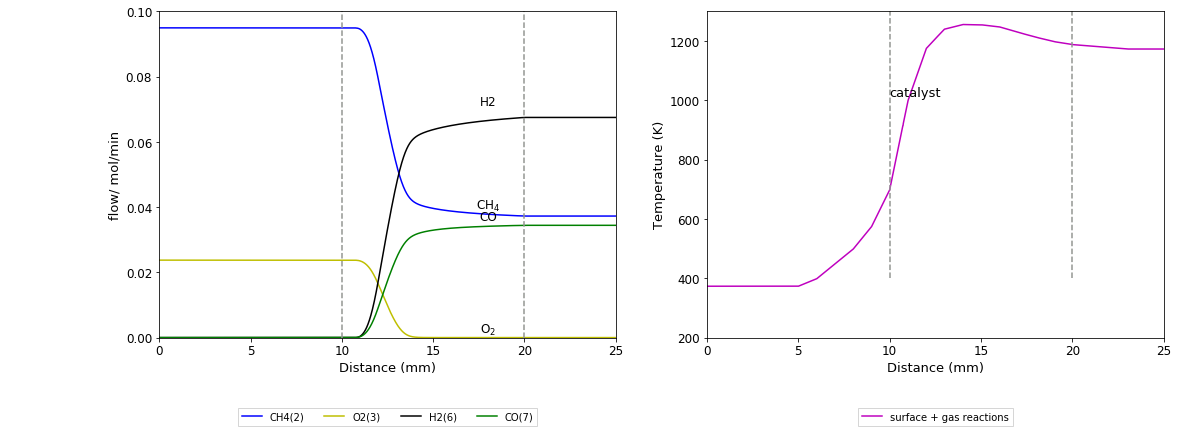 0.10
0.08
0.06
0.04
0.02
0.00
flow/ mol/min
H2
CH₄
CO
O₂
0 5 10 15 20 25
Distance (mm)
CH4(2) O2(3) H2(6) CO(7)
1200
1000
800
600
400
200
Temperature (K)
catalyst
0 5 10 15 20 25
Distance (mm)
surface + gas reactions